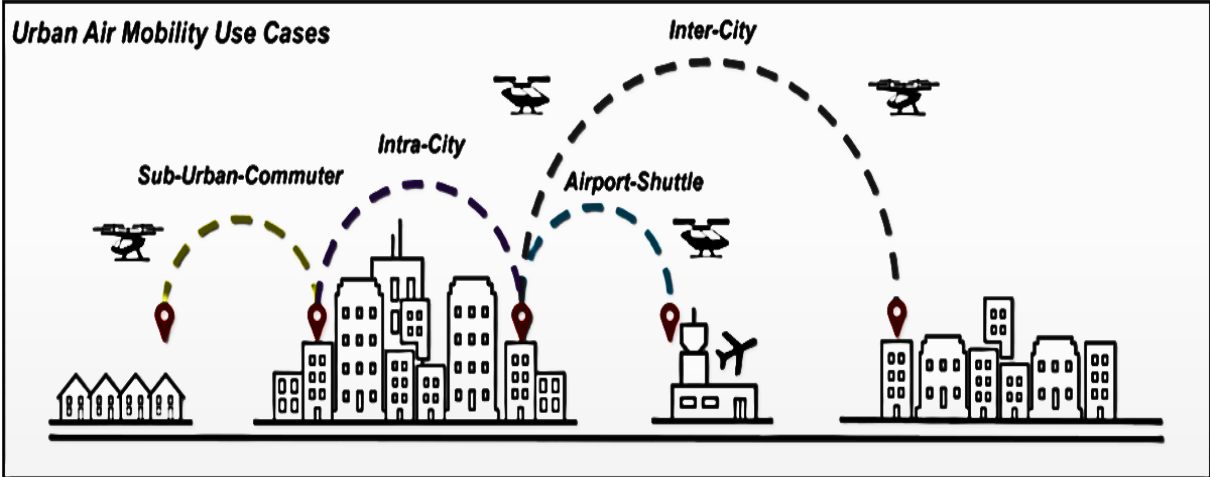 Urban Air Mobility Use Cases
Inter-City
Intra-City
Sub-Urban-Commuter
Airport-Shuttle